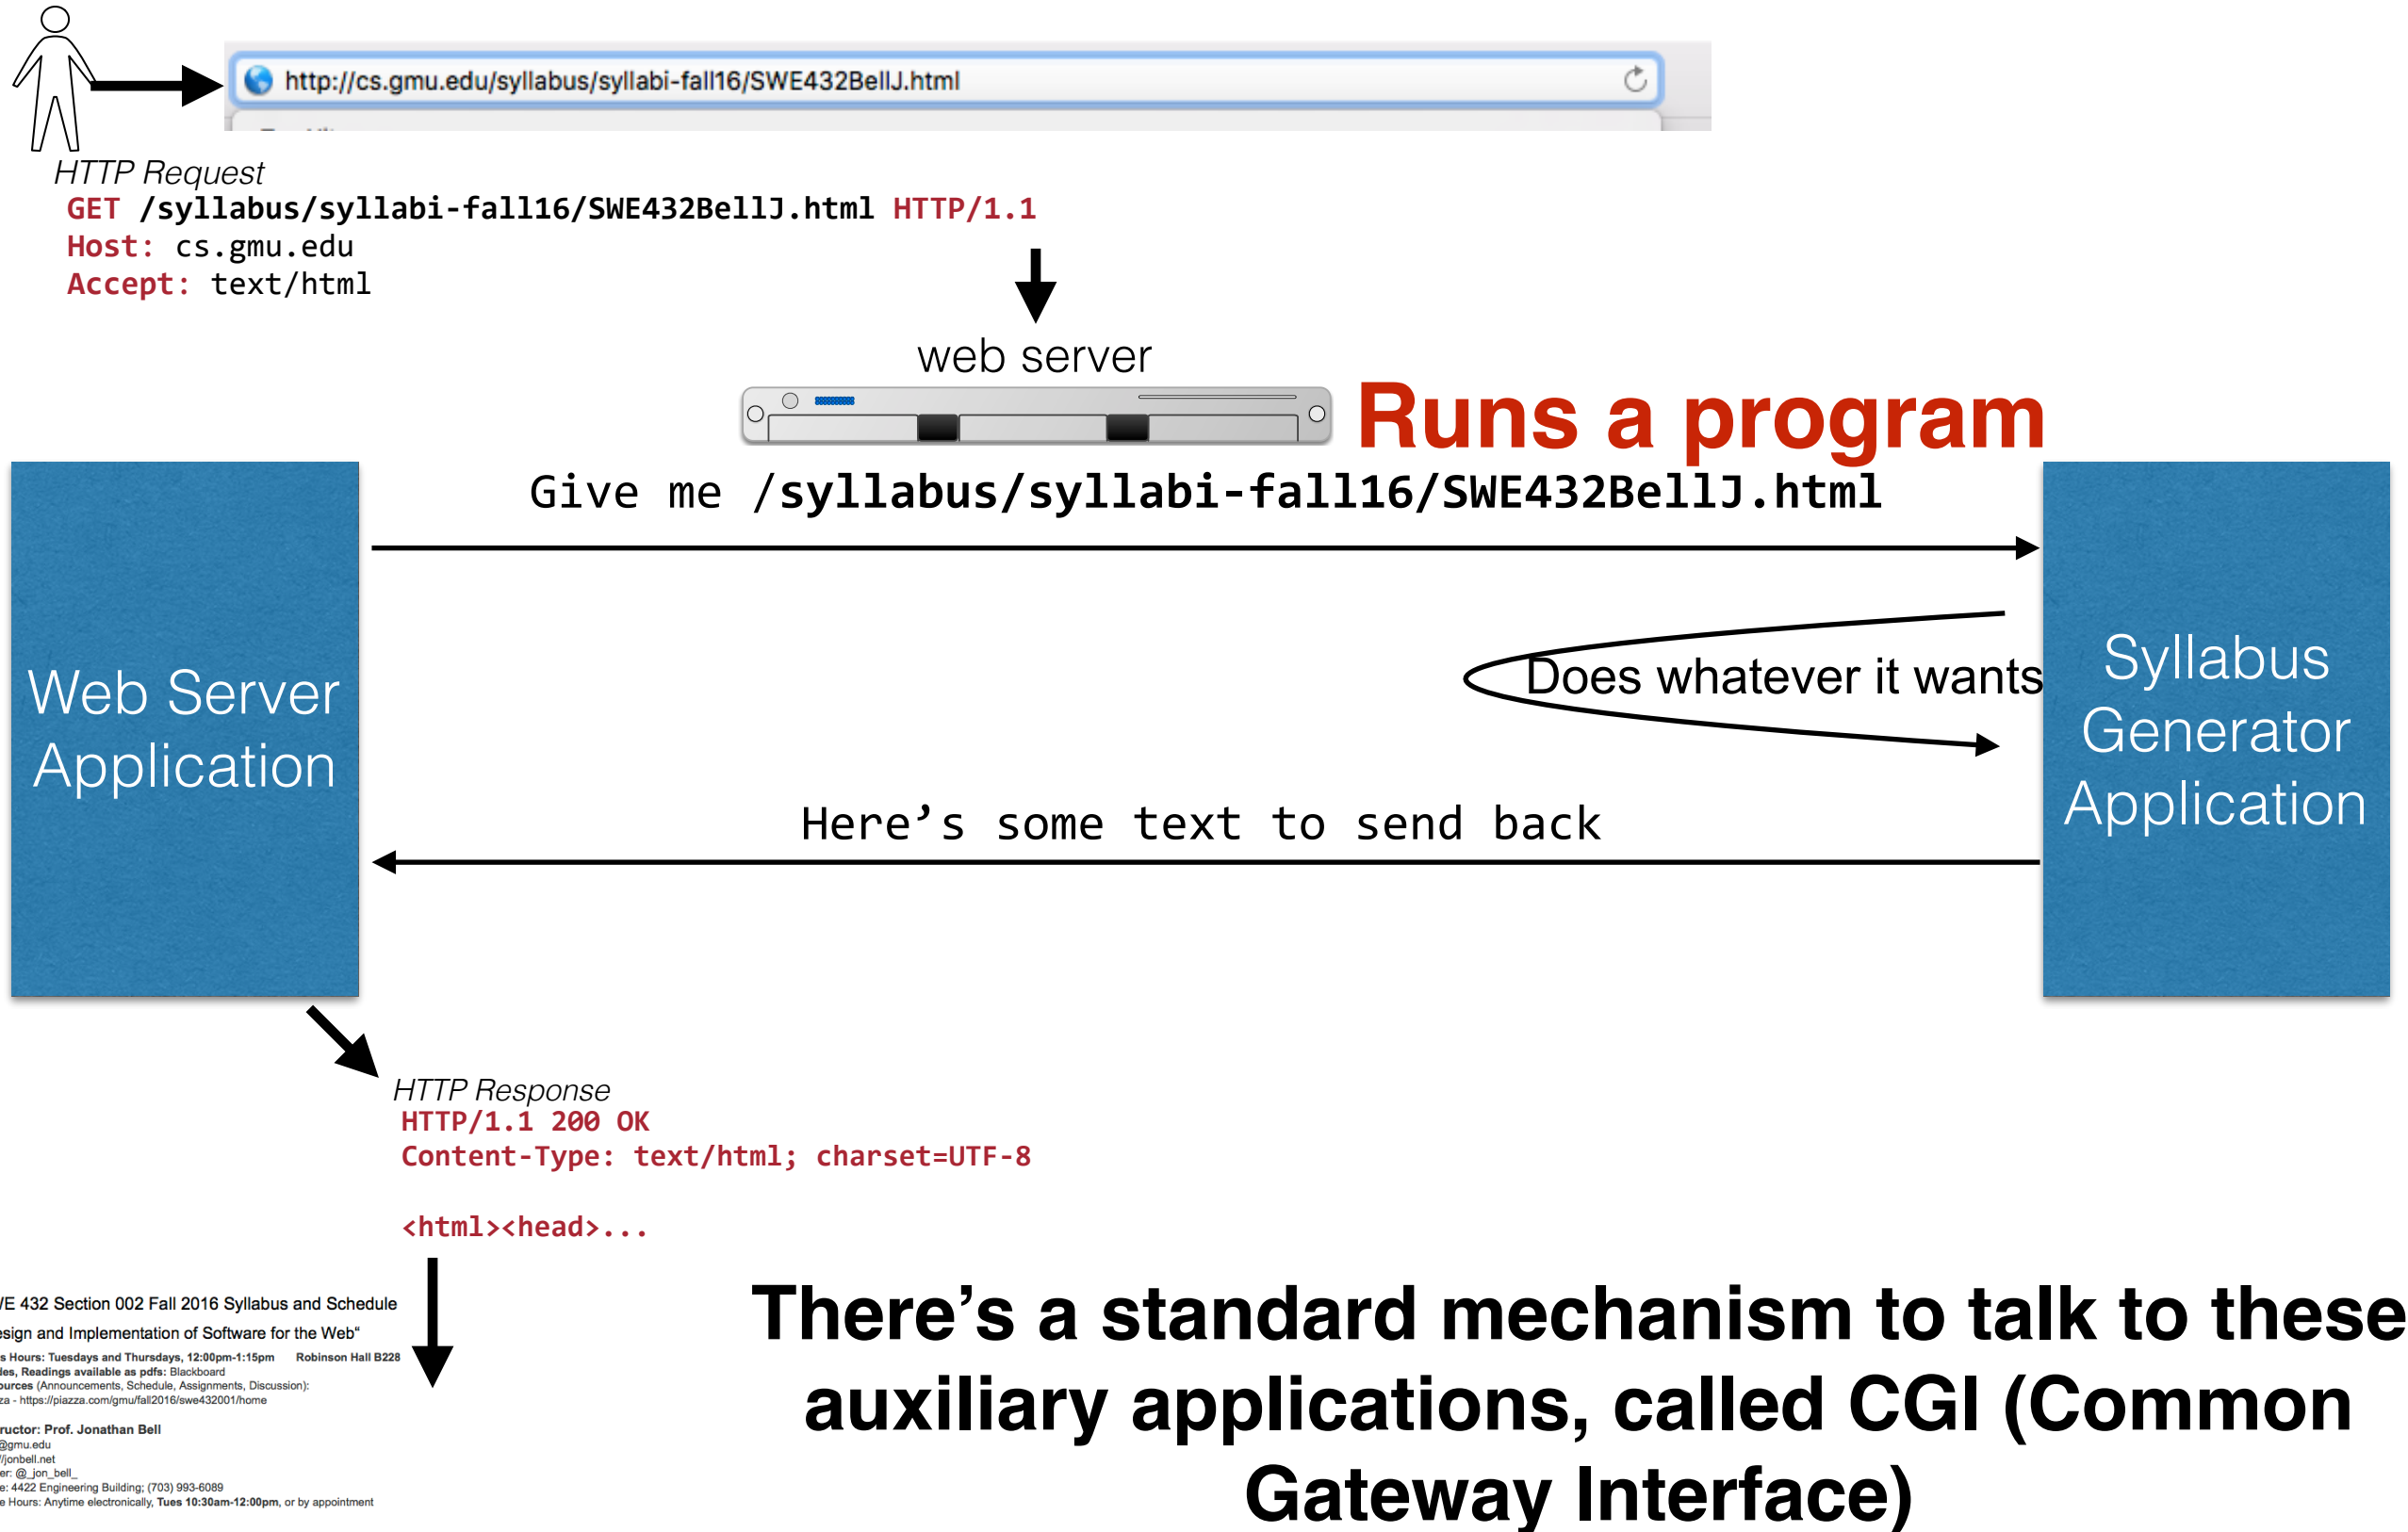 http://cs.gmu.edu/syllabus/syllabi-fall16/SWE432BellJ.html
HTTP Request
GET /syllabus/syllabi-fall16/SWE432BellJ.html HTTP/1.1
Host: cs.gmu.edu
Accept: text/html
web server
Runs a program
Give me /syllabus/syllabi-fall16/SWE432BellJ.html
Web Server
Application
Does whatever it wants
Syllabus
Generator
Application
Here’s some text to send back
HTTP Response
HTTP/1.1 200 OK
Content-Type: text/html; charset=UTF-8
<html><head>...
432 Section 002 Fall 2016 Syllabus and Schedule
and Implementation of Software for the Web“
Hours: Tuesdays and Thursdays, 12:00pm-1:15pm Robinson Hall B228
Readings available as pdfs: Blackboard
(Announcements, Schedule, Assignments, Discussion):
- https://piazza.com/gmu/fall2016/swe432001/home
Prof. Jonathan Bell
@gmu.edu
//jonbell.net
@_jon_bell_
4422 Engineering Building; (703) 993-6089
Hours: Anytime electronically, Tues 10:30am-12:00pm, or by appointment
There’s a standard mechanism to talk to these
auxiliary applications, called CGI (Common
Gateway Interface)